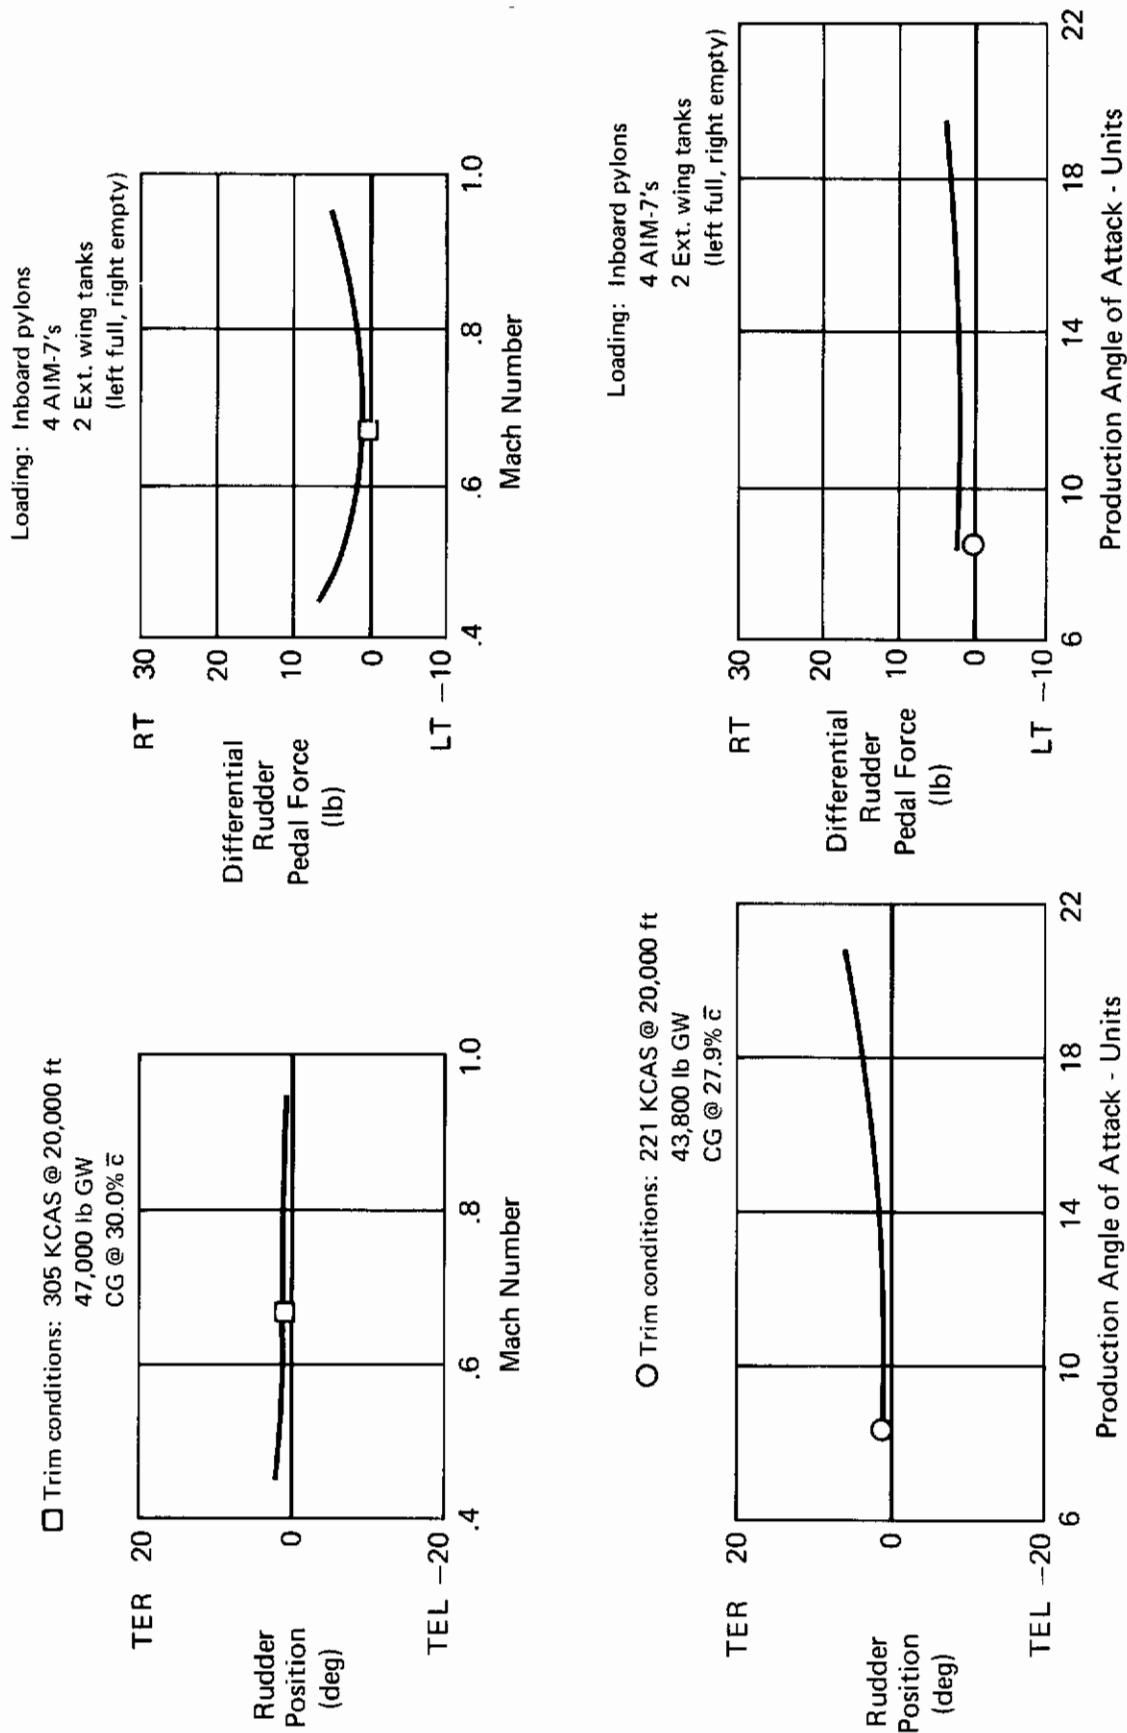 □ Trim conditions: 305 KCAS @ 20,000 ft
47,000 lb GW
CG @ 30.0% c̅
Loading: Inboard pylons
4 AIM-7's
2 Ext. wing tanks
(left full, right empty)
TER 20
0
TEL −20
Rudder
Position
(deg)
.4 .6 .8 1.0
Mach Number
RT 30
20
10
0
LT −10
Differential
Rudder
Pedal Force
(lb)
.4 .6 .8 1.0
Mach Number
○ Trim conditions: 221 KCAS @ 20,000 ft
43,800 lb GW
CG @ 27.9% c̅
Loading: Inboard pylons
4 AIM-7's
2 Ext. wing tanks
(left full, right empty)
TER 20
0
TEL −20
Rudder
Position
(deg)
6 10 14 18 22
Production Angle of Attack - Units
RT 30
20
10
0
LT −10
Differential
Rudder
Pedal Force
(lb)
6 10 14 18 22
Production Angle of Attack - Units